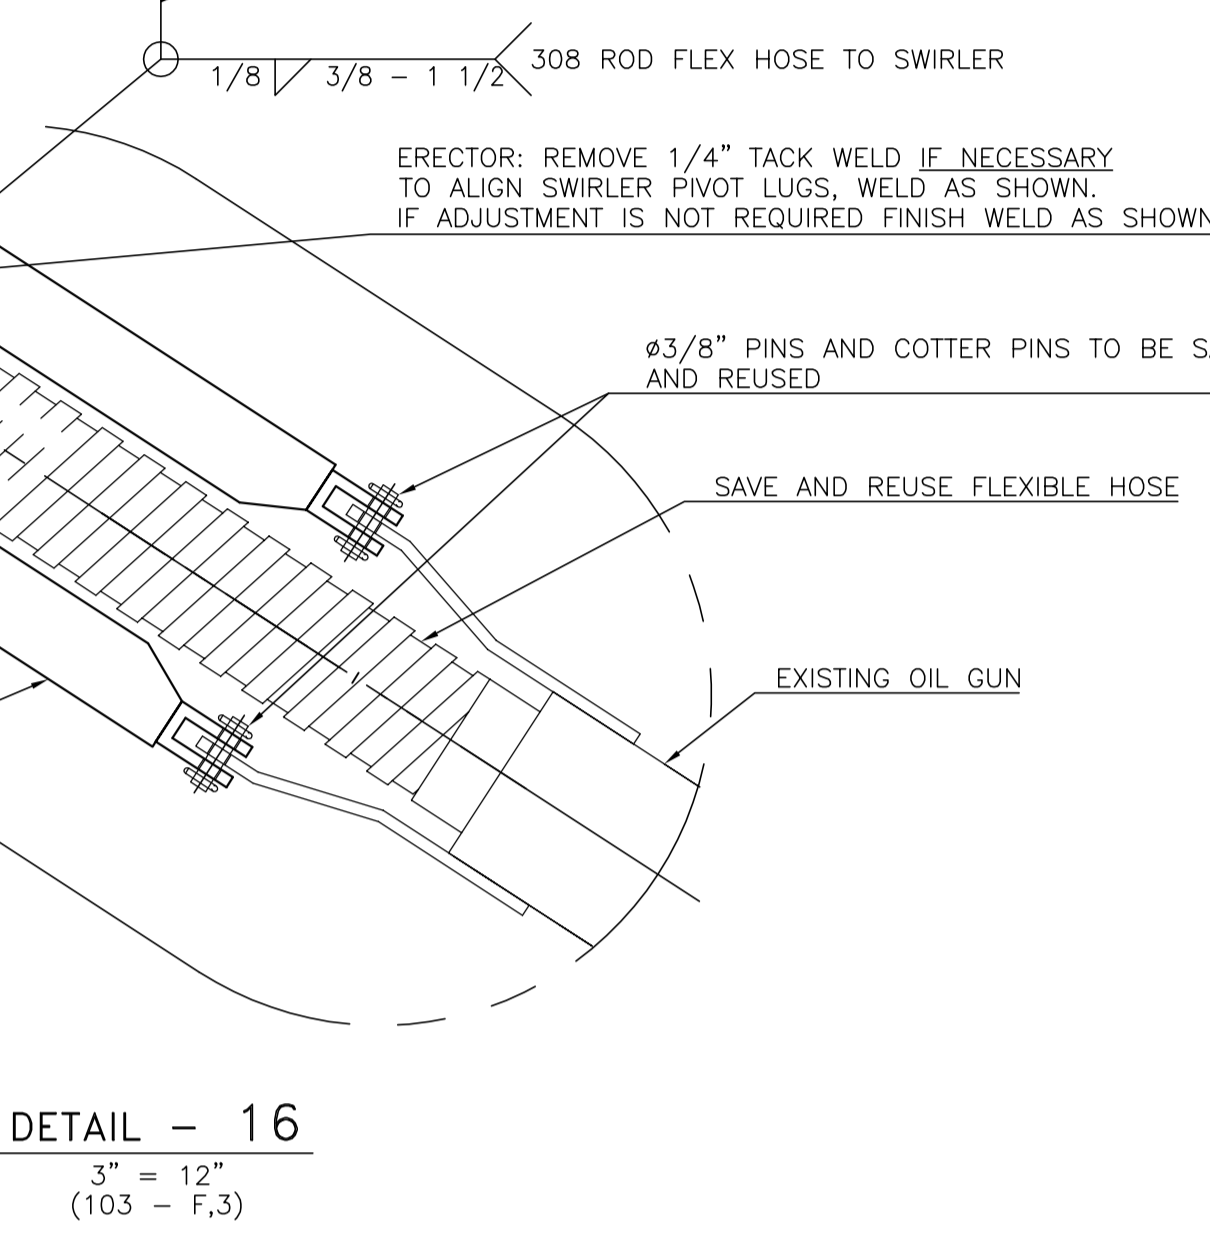 1/8 3/8 - 1 1/2 308 ROD FLEX HOSE TO SWIRLER
ERECTOR: REMOVE 1/4" TACK WELD IF NECESSARY
TO ALIGN SWIRLER PIVOT LUGS, WELD AS SHOWN.
IF ADJUSTMENT IS NOT REQUIRED FINISH WELD AS SHOWN
ø3/8" PINS AND COTTER PINS TO BE
AND REUSED
SAVE AND REUSE FLEXIBLE HOSE
EXISTING OIL GUN
DETAIL - 16
3" = 12"
(103 - F,3)